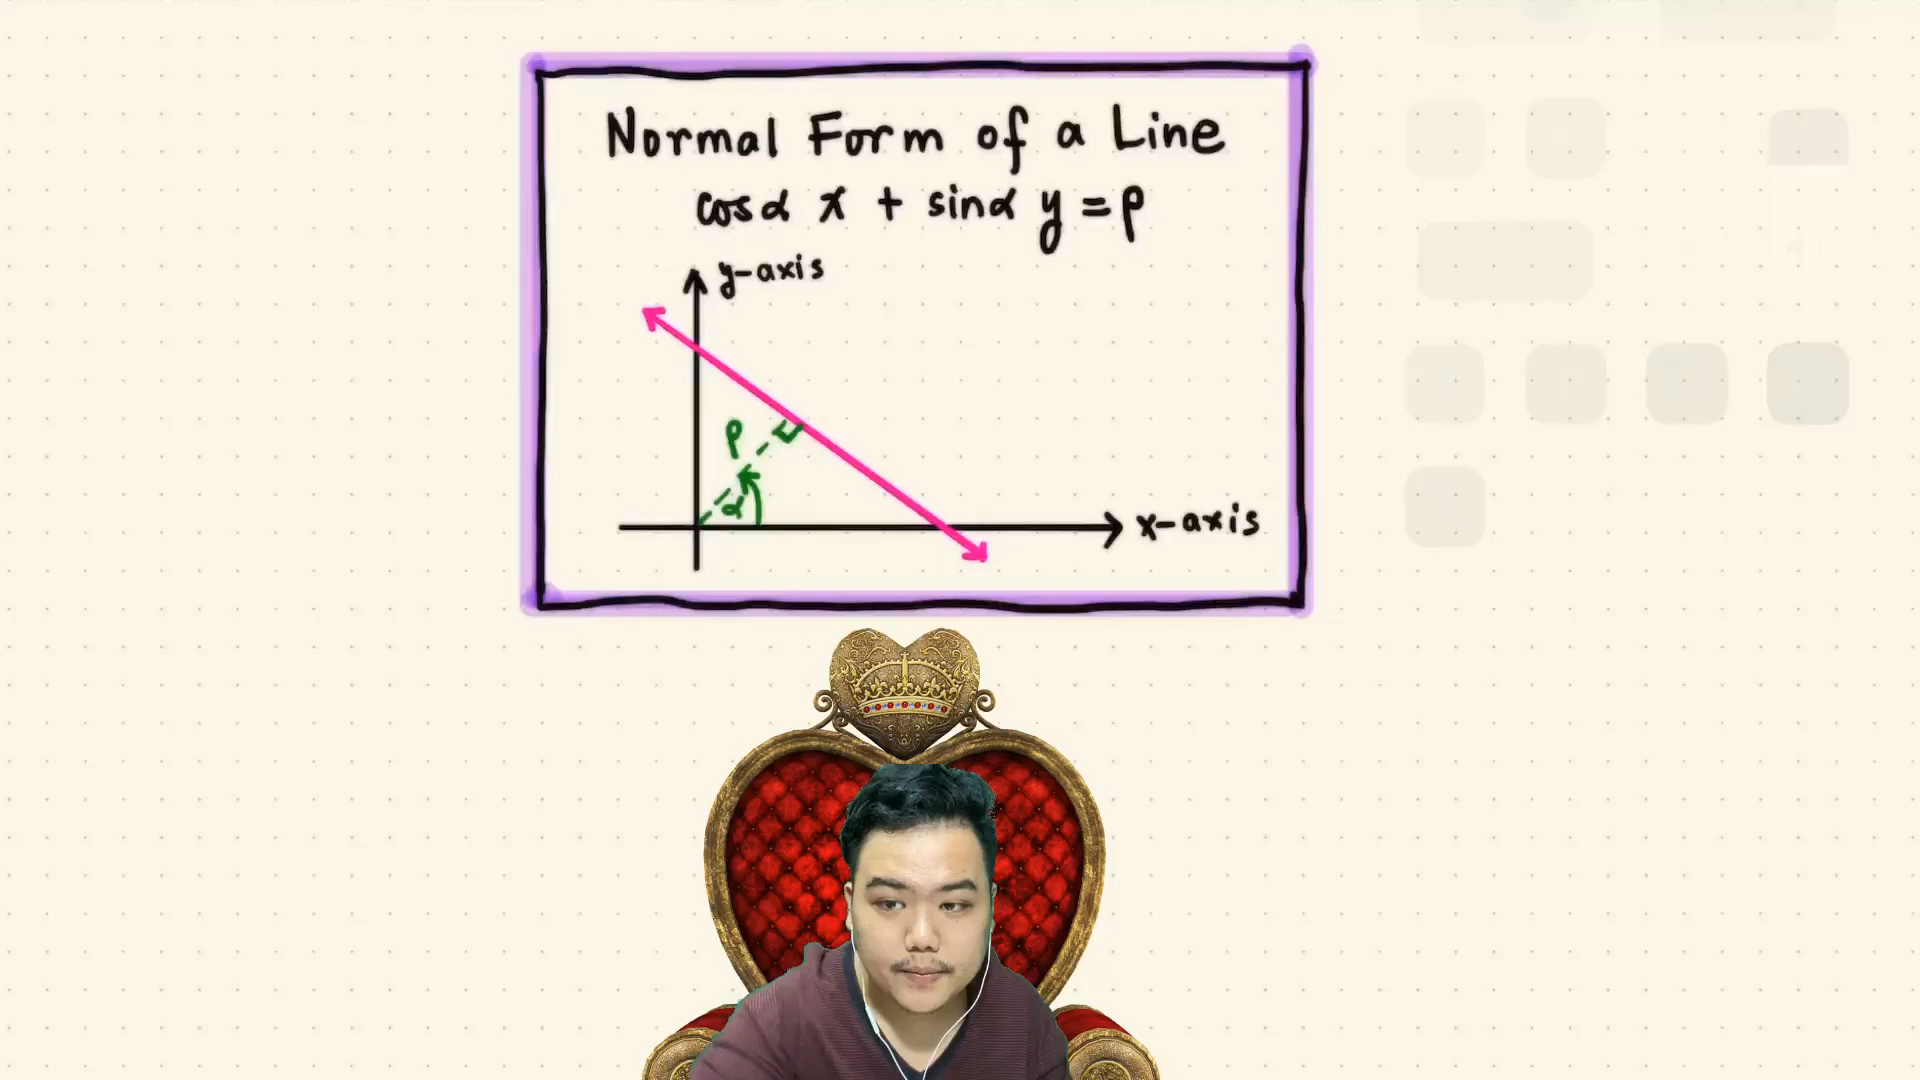 Normal Form of a Line
cosα x + sinα y = p
y-axis
p
α
x-axis